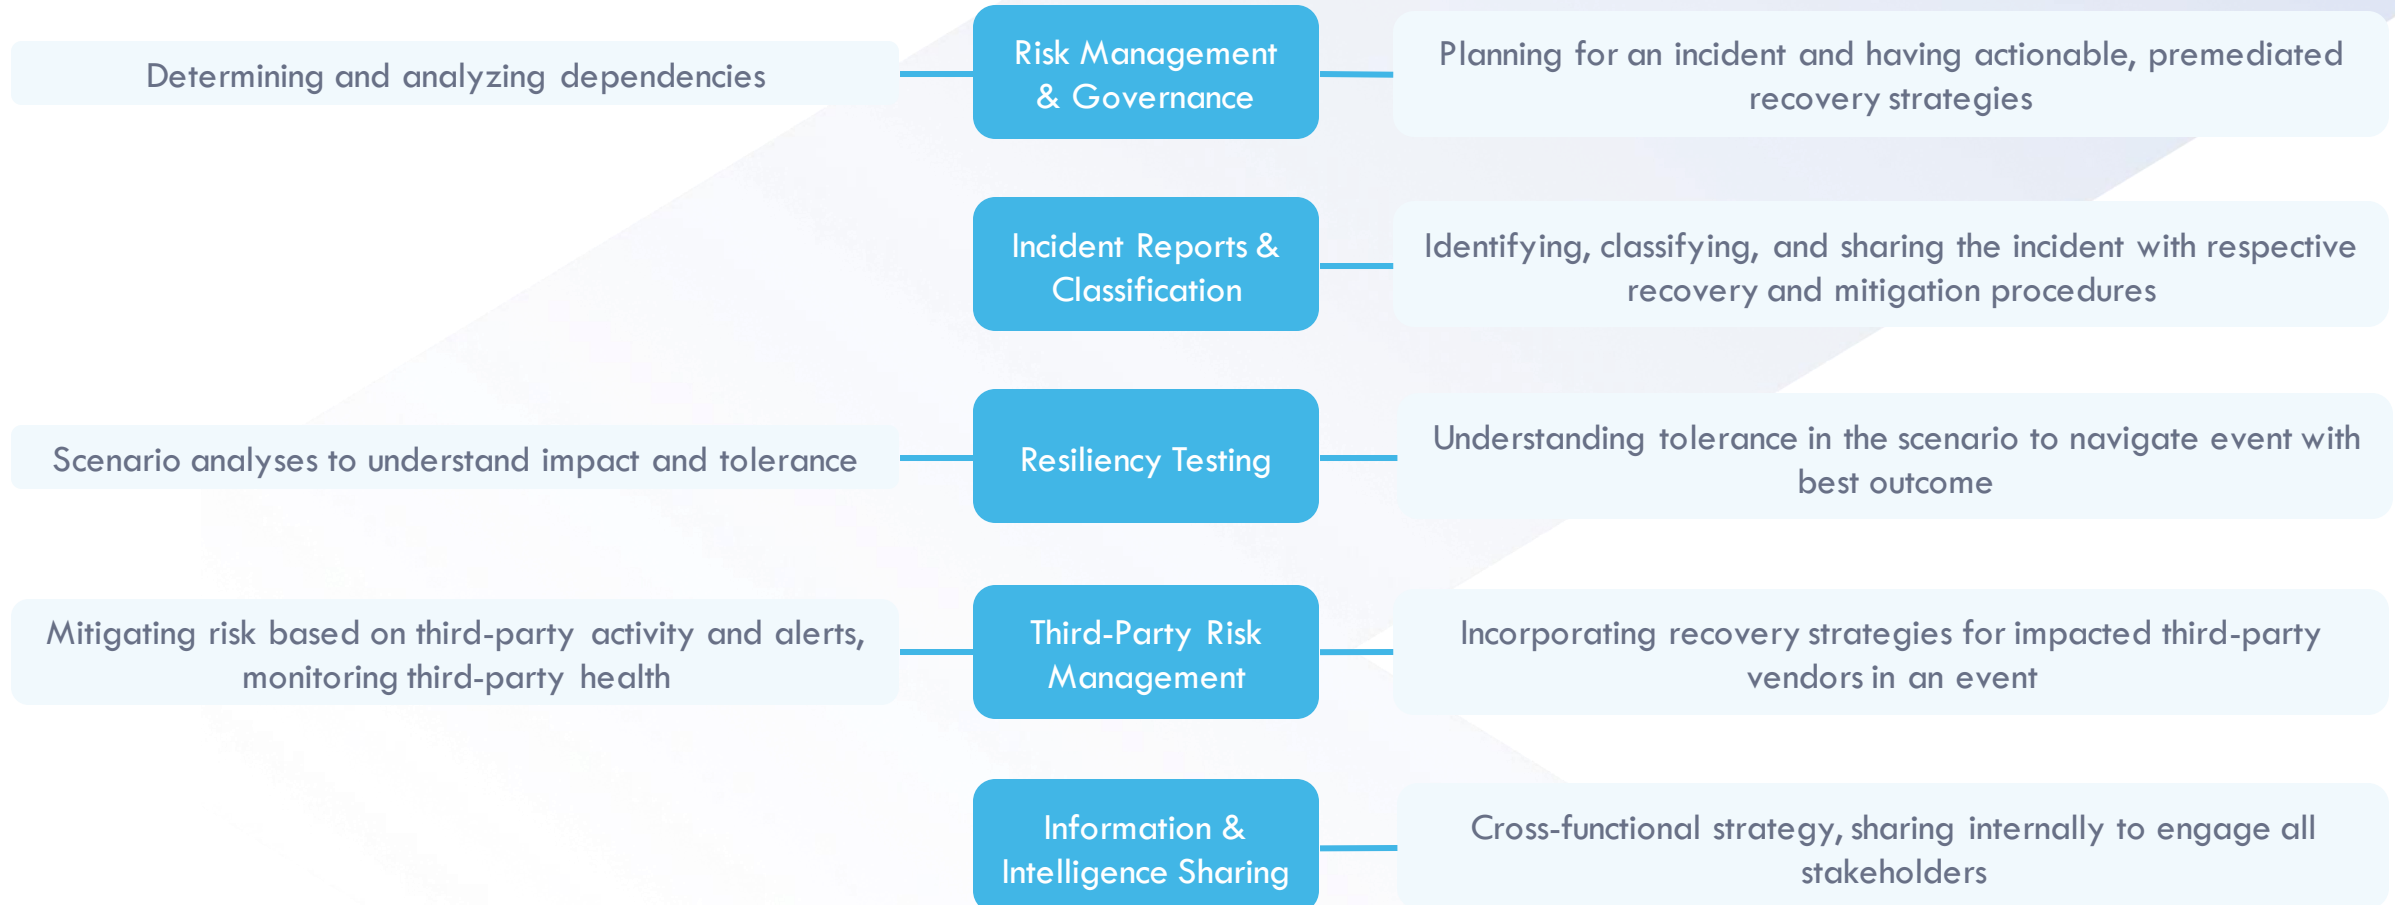 Determining and analyzing dependencies
Risk Management
& Governance
Planning for an incident and having actionable, premediated
recovery strategies
Incident Reports &
Classification
Identifying, classifying, and sharing the incident with respective
recovery and mitigation procedures
Scenario analyses to understand impact and tolerance
Resiliency Testing
Understanding tolerance in the scenario to navigate event with
best outcome
Mitigating risk based on third-party activity and alerts,
monitoring third-party health
Third-Party Risk
Management
Incorporating recovery strategies for impacted third-party
vendors in an event
Information &
Intelligence Sharing
Cross-functional strategy, sharing internally to engage all
stakeholders